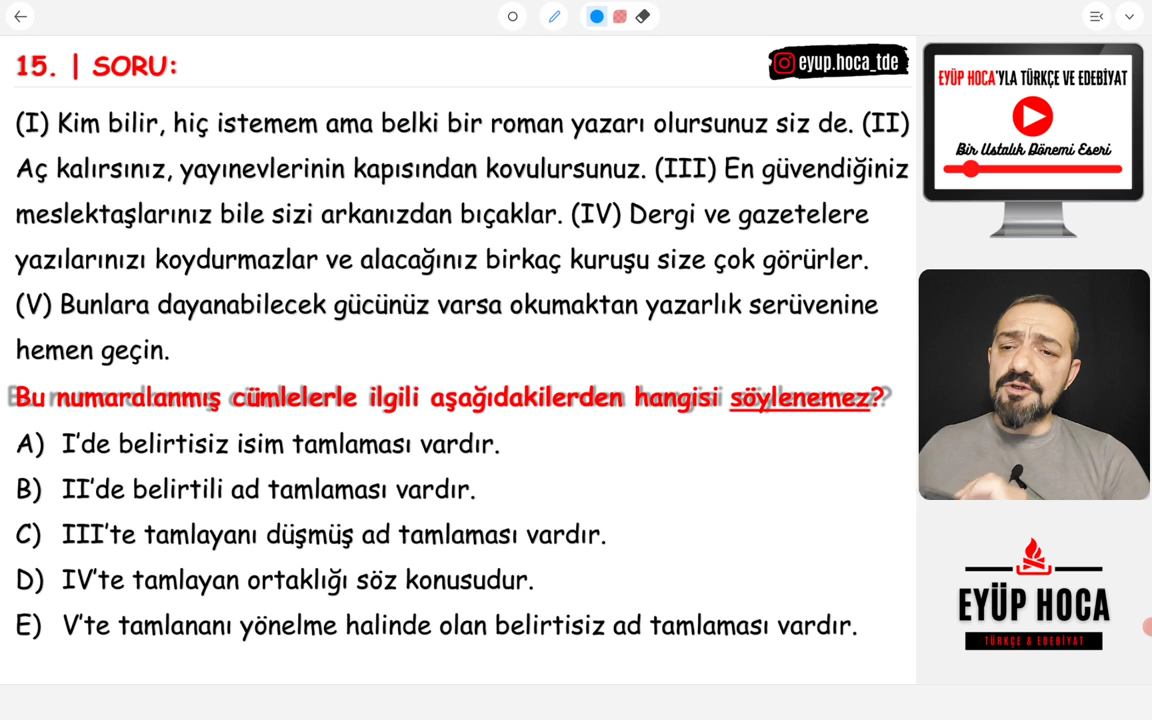 15. | SORU:
eyup.hoca_tde
(I) Kim bilir, hiç istemem ama belki bir roman yazarı olursunuz siz de. (II)
Aç kalırsınız, yayınevlerinin kapısından kovulursunuz. (III) En güvendiğiniz
meslektaşlarınız bile sizi arkanızdan bıçaklar. (IV) Dergi ve gazetelere
yazılarınızı koydurmazlar ve alacağınız birkaç kuruşu size çok görürler.
(V) Bunlara dayanabilecek gücünüz varsa okumaktan yazarlık serüvenine
hemen geçin.
Bu numaralanmış cümlelerle ilgili aşağıdakilerden hangisi söylenemez?
A) I'de belirtisiz isim tamlaması vardır.
B) II'de belirtili ad tamlaması vardır.
C) III'te tamlayanı düşmüş ad tamlaması vardır.
D) IV'te tamlayan ortaklığı söz konusudur.
E) V'te tamlananı yönelme halinde olan belirtisiz ad tamlaması vardır.
EYÜP HOCA'YLA TÜRKÇE VE EDEBİYAT
Bir Ustalık Dönemi Eseri
EYÜP HOCA
TÜRKÇE & EDEBİYAT